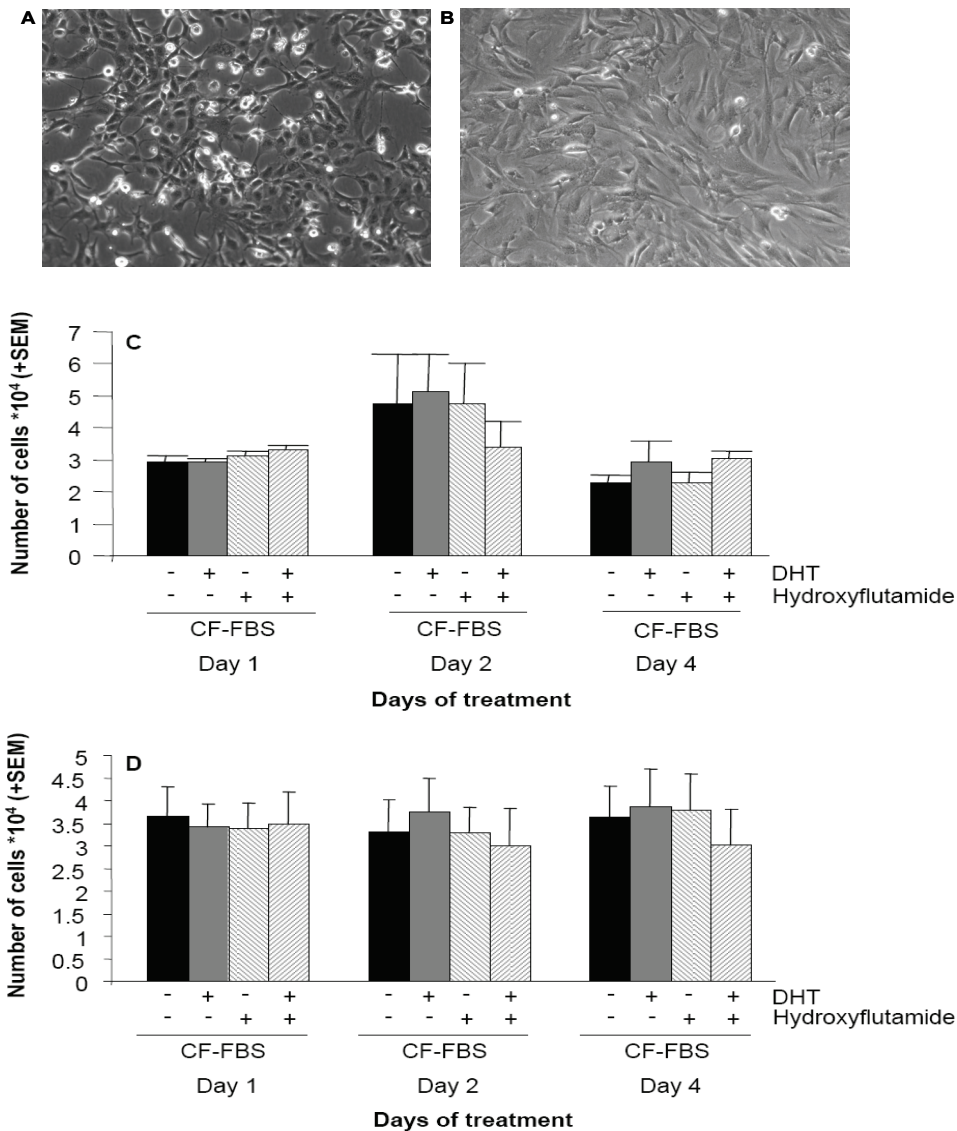 A B
Number of cells *10⁴ (+SEM)
C
7
6
5
4
3
2
1
0
- + - + - + - + - + - + DHT
- - + + - - + + - - + + Hydroxyflutamide
CF-FBS CF-FBS CF-FBS
Day 1 Day 2 Day 4
Days of treatment
Number of cells *10⁴ (+SEM)
D
5
4.5
4
3.5
3
2.5
2
1.5
1
0.5
0
- + - + - + - + - + - + DHT
- - + + - - + + - - + + Hydroxyflutamide
CF-FBS CF-FBS CF-FBS
Day 1 Day 2 Day 4
Days of treatment